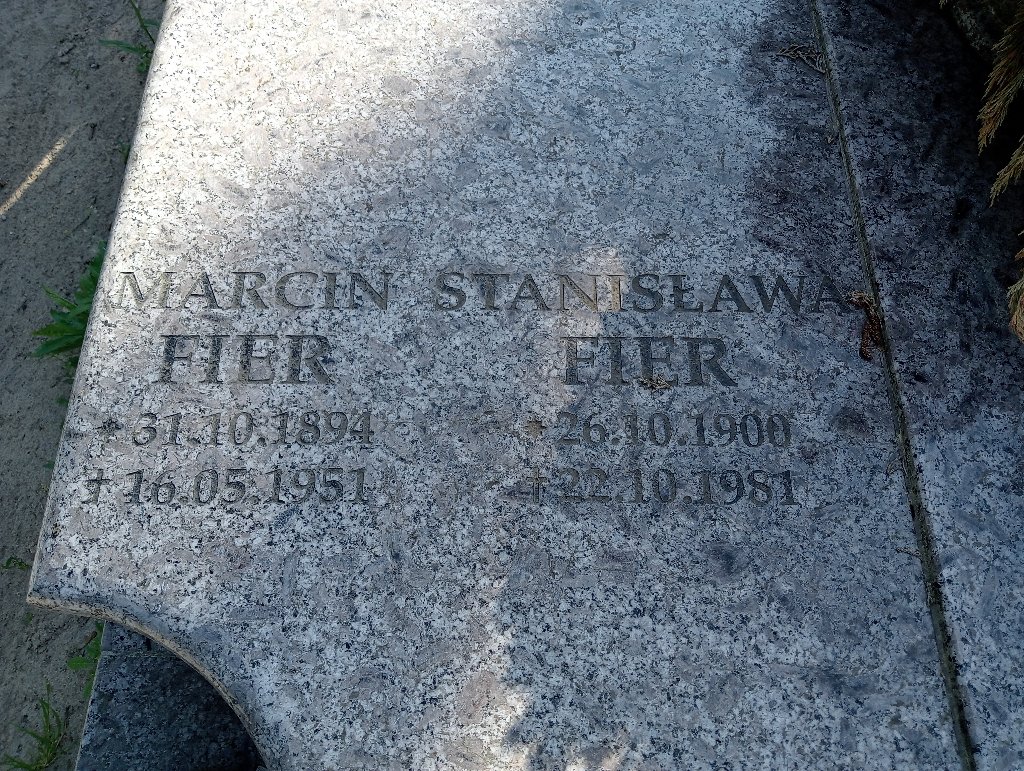 MARCIN STANISŁAWA
FIER FIER
* 31.10.1894 * 26.10.1900
† 16.05.1951 † 22.10.1981